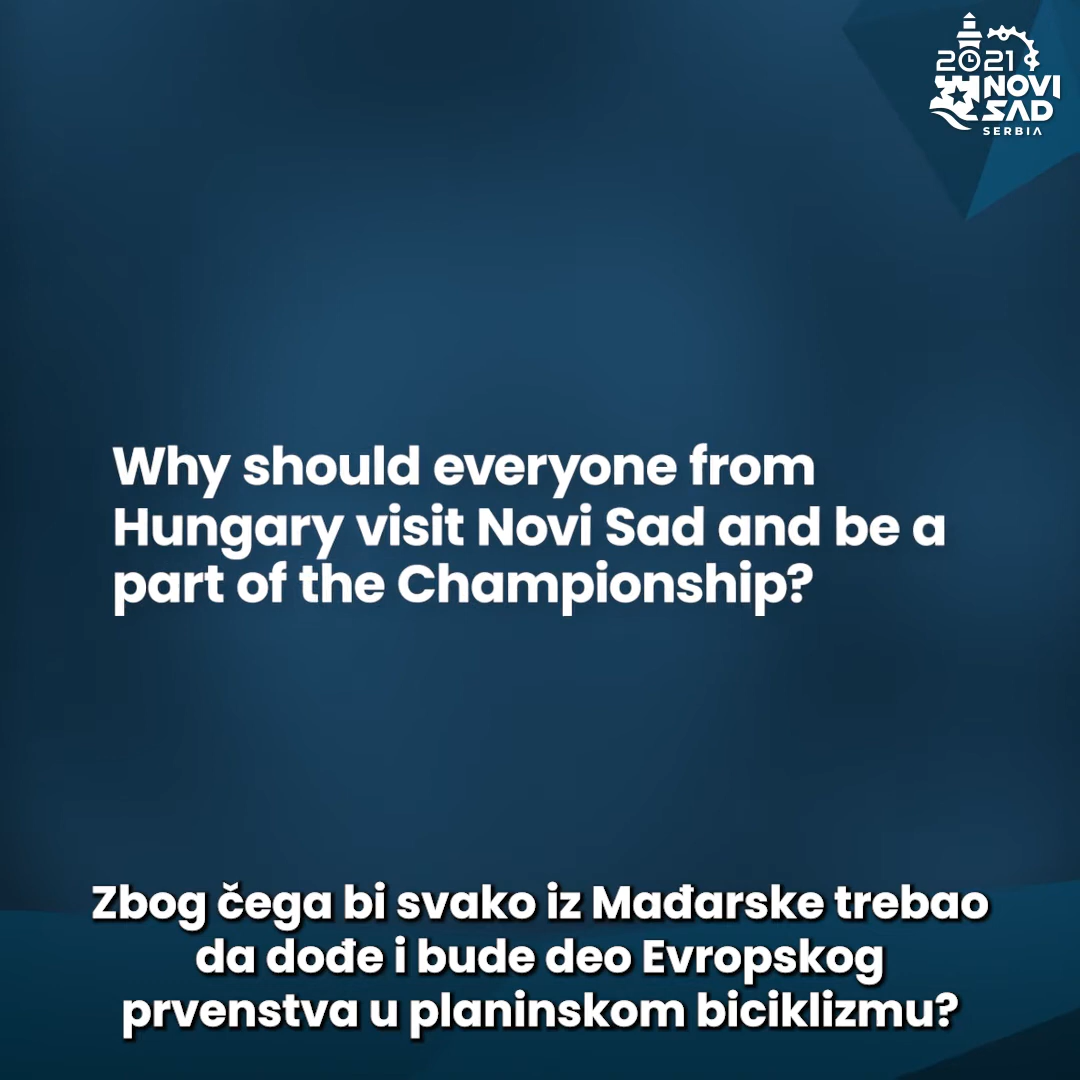 2021
NOVI
SAD
SERBIA
Why should everyone from
Hungary visit Novi Sad and be a
part of the Championship?
Zbog čega bi svako iz Mađarske trebao
da dođe i bude deo Evropskog
prvenstva u planinskom biciklizmu?